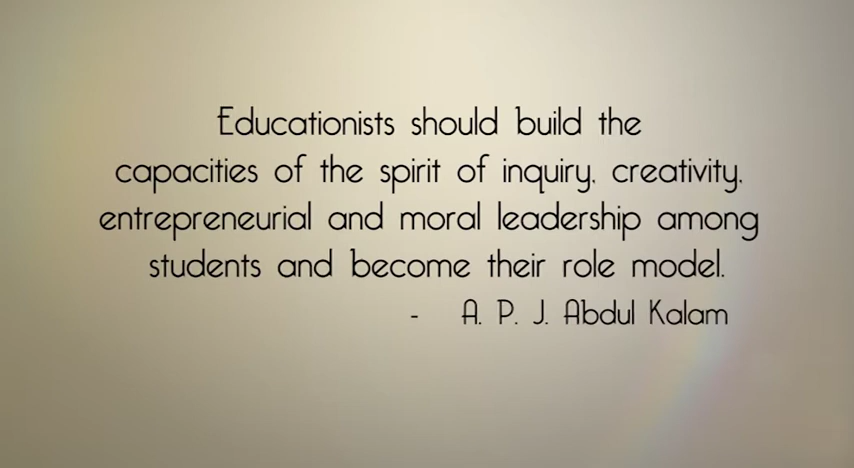 Educationists should build the
capacities of the spirit of inquiry, creativity,
entrepreneurial and moral leadership among
students and become their role model.
- A. P. J. Abdul Kalam